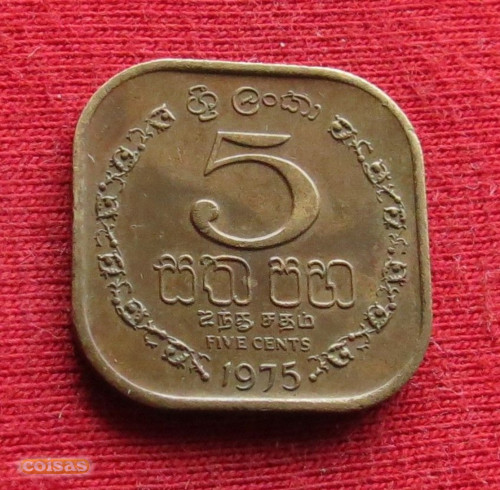 ශ්‍රී ලංකා
5
සත පහ
ஐந்து சதம்
FIVE CENTS
1975
coisas